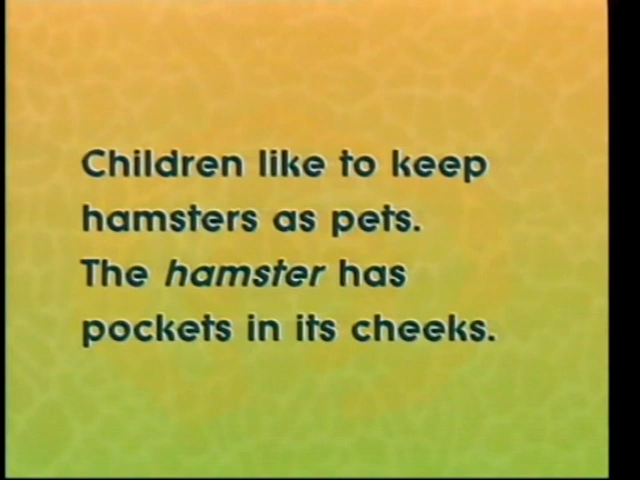 Children like to keep
hamsters as pets.
The hamster has
pockets in its cheeks.